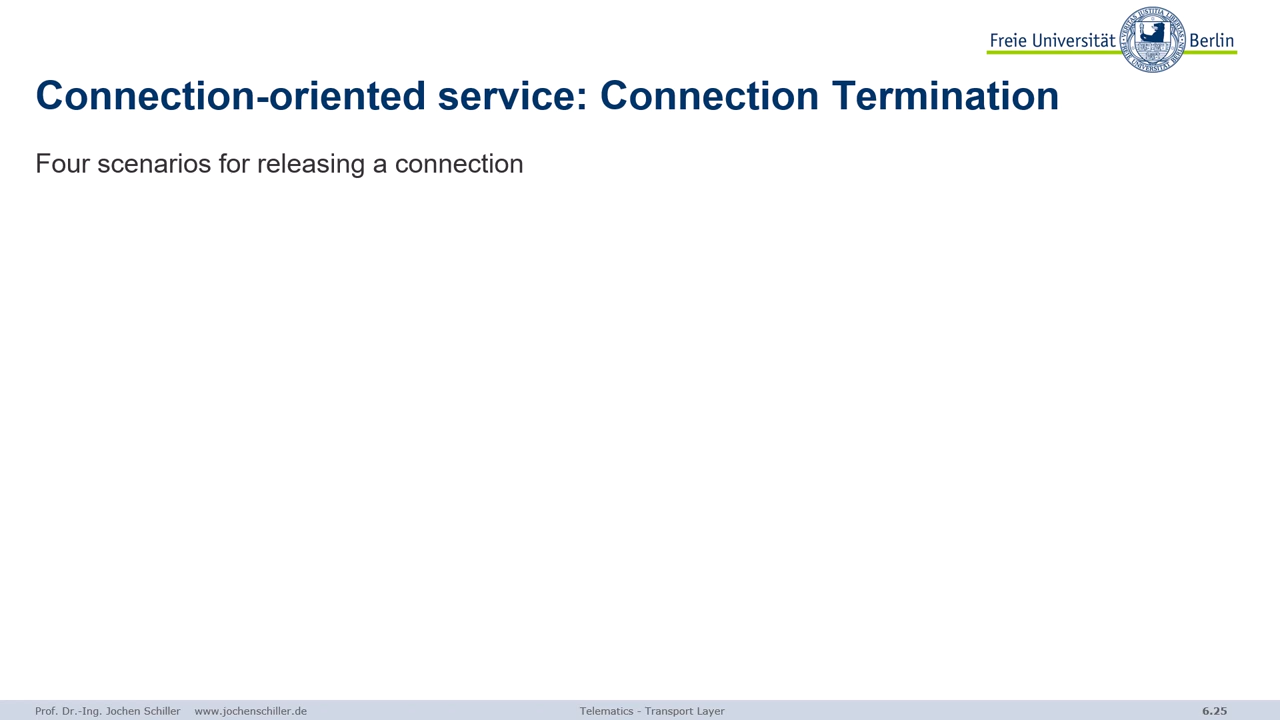 Freie Universität Berlin
Connection-oriented service: Connection Termination
Four scenarios for releasing a connection
Prof. Dr.-Ing. Jochen Schiller www.jochenschiller.de Telematics - Transport Layer 6.25